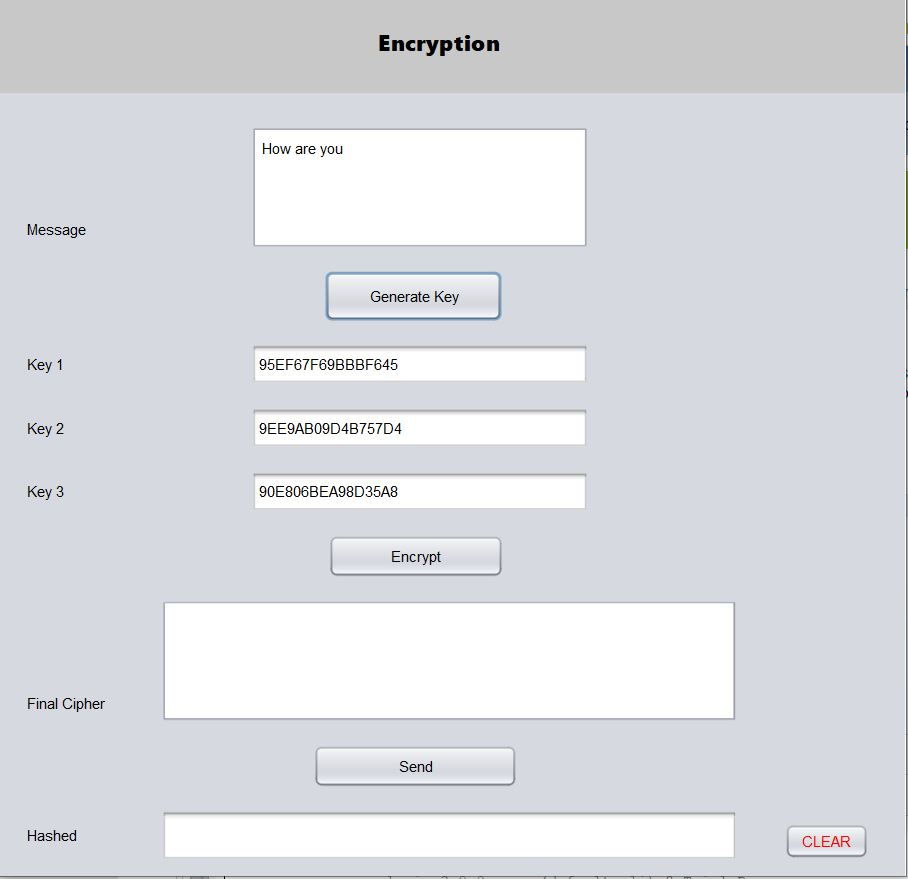 Encryption
How are you
Message
Generate Key
Key 1
95EF67F69BBBF645
Key 2
9EE9AB09D4B757D4
Key 3
90E806BEA98D35A8
Encrypt
Final Cipher
Send
Hashed
CLEAR